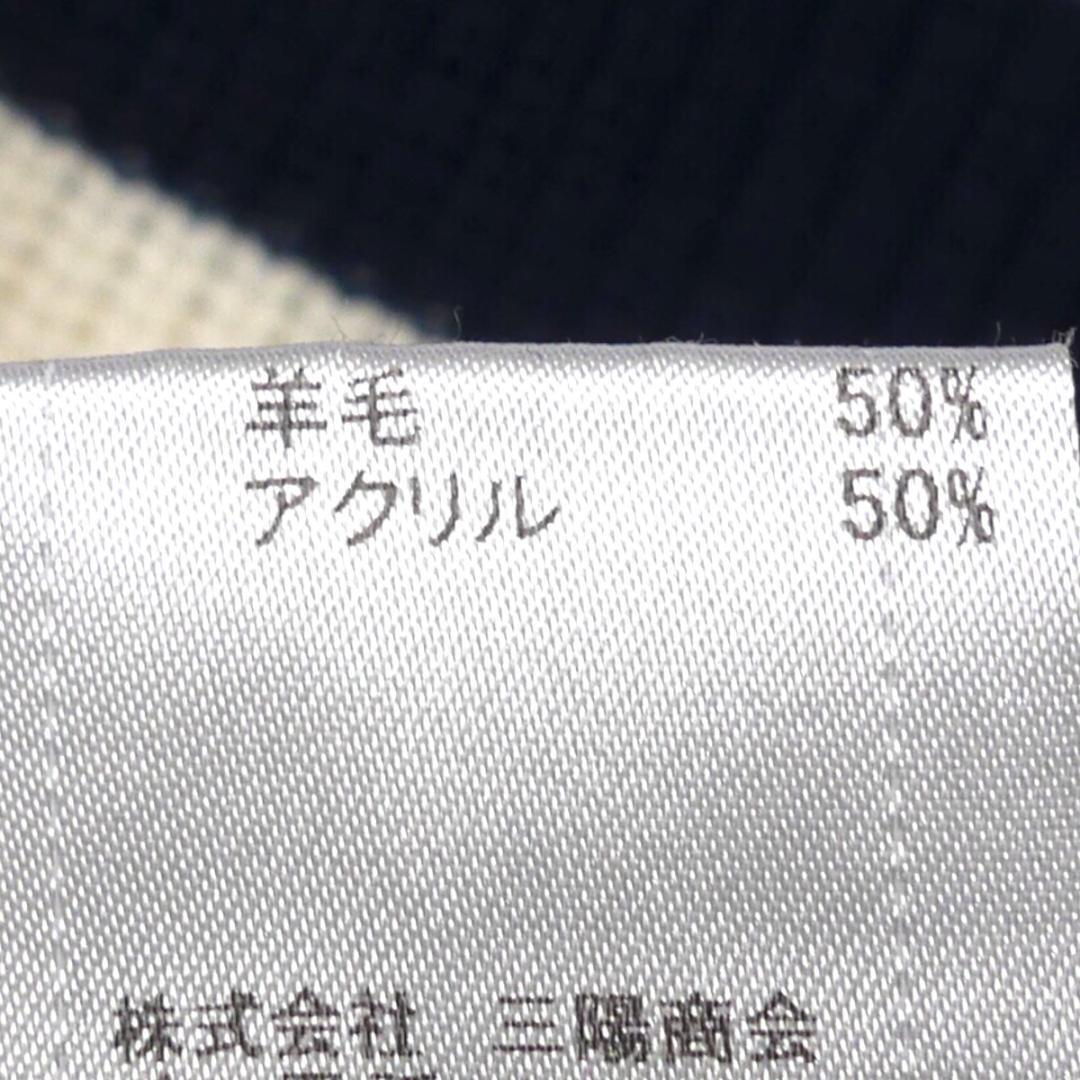 羊毛 50%
アクリル 50%
株式会社 三陽商会